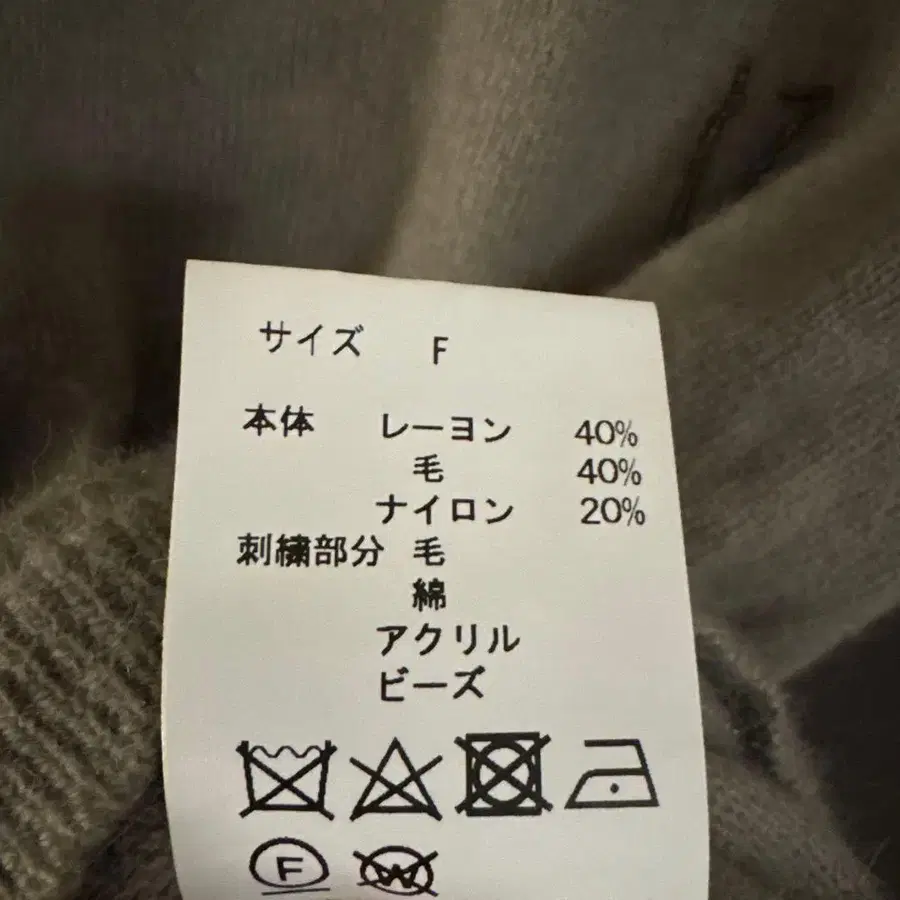 サイズ F
本体 レーヨン 40%
毛 40%
ナイロン 20%
刺繍部分 毛
綿
アクリル
ビーズ
F
W